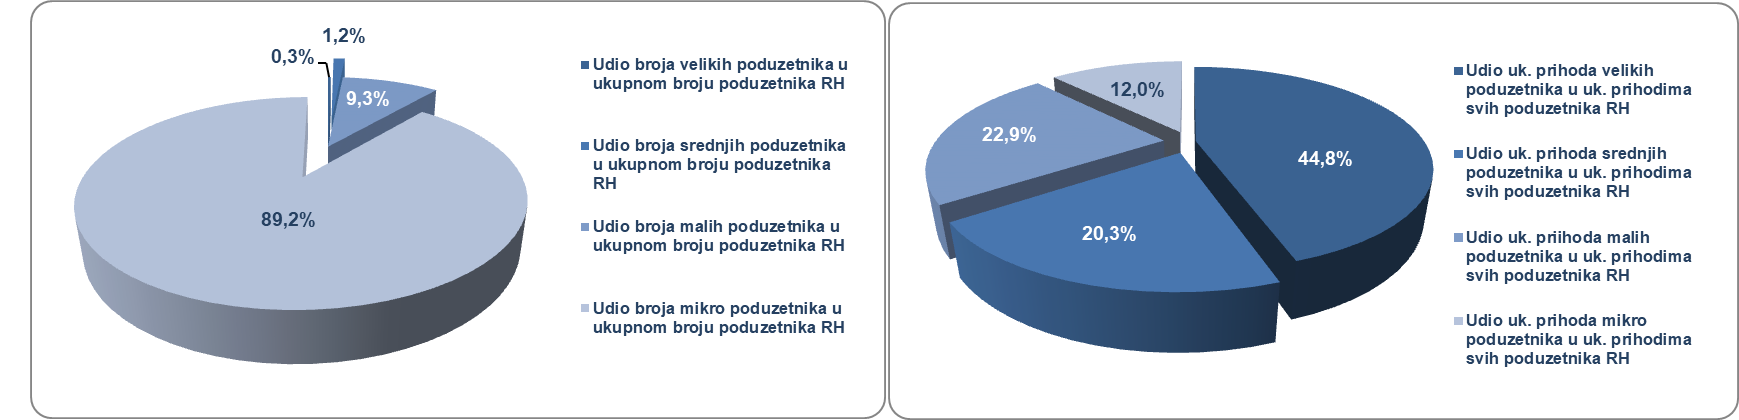 1,2%
0,3%
9,3%
89,2%
Udio broja velikih poduzetnika u
ukupnom broju poduzetnika RH
Udio broja srednjih poduzetnika
u ukupnom broju poduzetnika
RH
Udio broja malih poduzetnika u
ukupnom broju poduzetnika RH
Udio broja mikro poduzetnika u
ukupnom broju poduzetnika RH
12,0%
22,9%
44,8%
20,3%
Udio uk. prihoda velikih
poduzetnika u uk. prihodima
svih poduzetnika RH
Udio uk. prihoda srednjih
poduzetnika u uk. prihodima
svih poduzetnika RH
Udio uk. priihoda malih
poduzetnika u uk. prihodima
svih poduzetnika RH
Udio uk. prihoda mikro
poduzetnika u uk. prihodima
svih poduzetnika RH